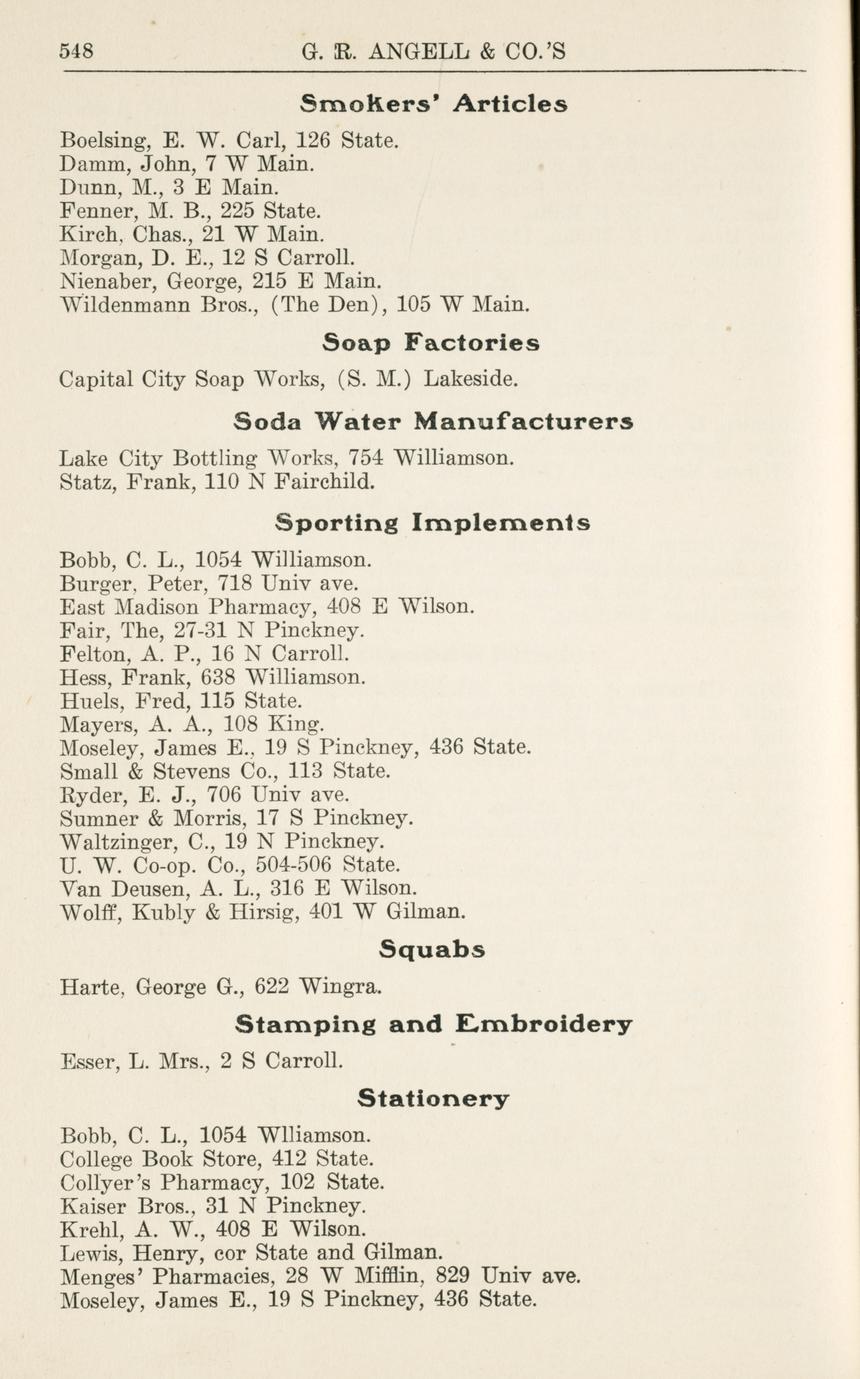 548 G. R. ANGELL & CO.'S
Smokers' Articles
Boelsing, E. W. Carl, 126 State.
Damm, John, 7 W Main.
Dunn, M., 3 E Main.
Fenner, M. B., 225 State.
Kirch, Chas., 21 W Main.
Morgan, D. E., 12 S Carroll.
Nienaber, George, 215 E Main.
Wildenmann Bros., (The Den), 105 W Main.
Soap Factories
Capital City Soap Works, (S. M.) Lakeside.
Soda Water Manufacturers
Lake City Bottling Works, 754 Williamson.
Statz, Frank, 110 N Fairchild.
Sporting Implements
Bobb, C. L., 1054 Williamson.
Burger, Peter, 718 Univ ave.
East Madison Pharmacy, 408 E Wilson.
Fair, The, 27-31 N Pinckney.
Felton, A. P., 16 N Carroll.
Hess, Frank, 638 Williamson.
Huels, Fred, 115 State.
Mayers, A. A., 108 King.
Moseley, James E., 19 S Pinckney, 436 State.
Small & Stevens Co., 113 State.
Ryder, E. J., 706 Univ ave.
Sumner & Morris, 17 S Pinckney.
Waltzinger, C., 19 N Pinckney.
U. W. Co-op. Co., 504-506 State.
Van Deusen, A. L., 316 E Wilson.
Wolff, Kubly & Hirsig, 401 W Gilman.
Squabs
Harte, George G., 622 Wingra.
Stamping and Embroidery
Esser, L. Mrs., 2 S Carroll.
Stationery
Bobb, C. L., 1054 Wlliamson.
College Book Store, 412 State.
Collyer's Pharmacy, 102 State.
Kaiser Bros., 31 N Pinckney.
Krehl, A. W., 408 E Wilson.
Lewis, Henry, cor State and Gilman.
Menges' Pharmacies, 28 W Mifflin, 829 Univ ave.
Moseley, James E., 19 S Pinckney, 436 State.